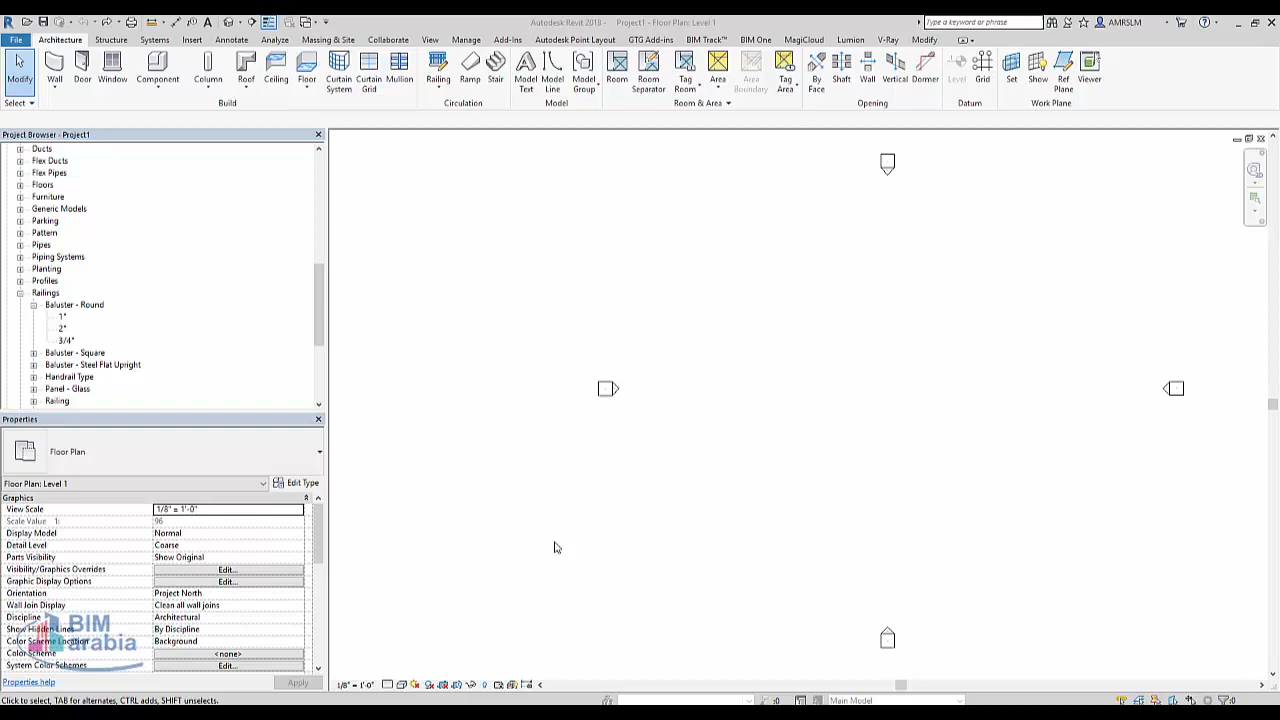 Autodesk Revit 2018 - Project1 - Floor Plan: Level 1
Type a keyword or phrase
AMRSLM
File Architecture Structure Systems Insert Annotate Analyze Massing & Site Collaborate View Manage Add-Ins Autodesk Point Layout GTG Add-ins BIM Track™ BIM One MagiCloud Lumion V-Ray Modify
Modify
Wall Door Window Component Column Roof Ceiling Floor Curtain System Curtain Grid Mullion
Railing Ramp Stair
Model Text Model Line Model Group
Room Room Separator Tag Room Area Area Boundary Tag Area
By Face Shaft Wall Vertical Dormer
Level Grid
Set Show Ref Plane Viewer
Select Build Circulation Model Room & Area Opening Datum Work Plane
Project Browser - Project1
Ducts
Flex Ducts
Flex Pipes
Floors
Furniture
Generic Models
Parking
Pattern
Pipes
Piping Systems
Planting
Profiles
Railings
Baluster - Round
1"
2"
3/4"
Baluster - Square
Baluster - Steel Flat Upright
Handrail Type
Panel - Glass
Railing
Properties
Floor Plan
Floor Plan: Level 1 Edit Type
Graphics
View Scale 1/8" = 1'-0"
Scale Value 1: 96
Display Model Normal
Detail Level Coarse
Parts Visibility Show Original
Visibility/Graphics Overrides Edit...
Graphic Display Options Edit...
Orientation Project North
Wall Join Display Clean all wall joins
Discipline Architectural
Show Hidden Lines By Discipline
Color Scheme Location Background
Color Scheme <none>
System Color Schemes Edit...
BIM
arabia
Properties help Apply
1/8" = 1'-0"
Click to select, TAB for alternates, CTRL adds, SHIFT unselects.
:0
Main Model
:0